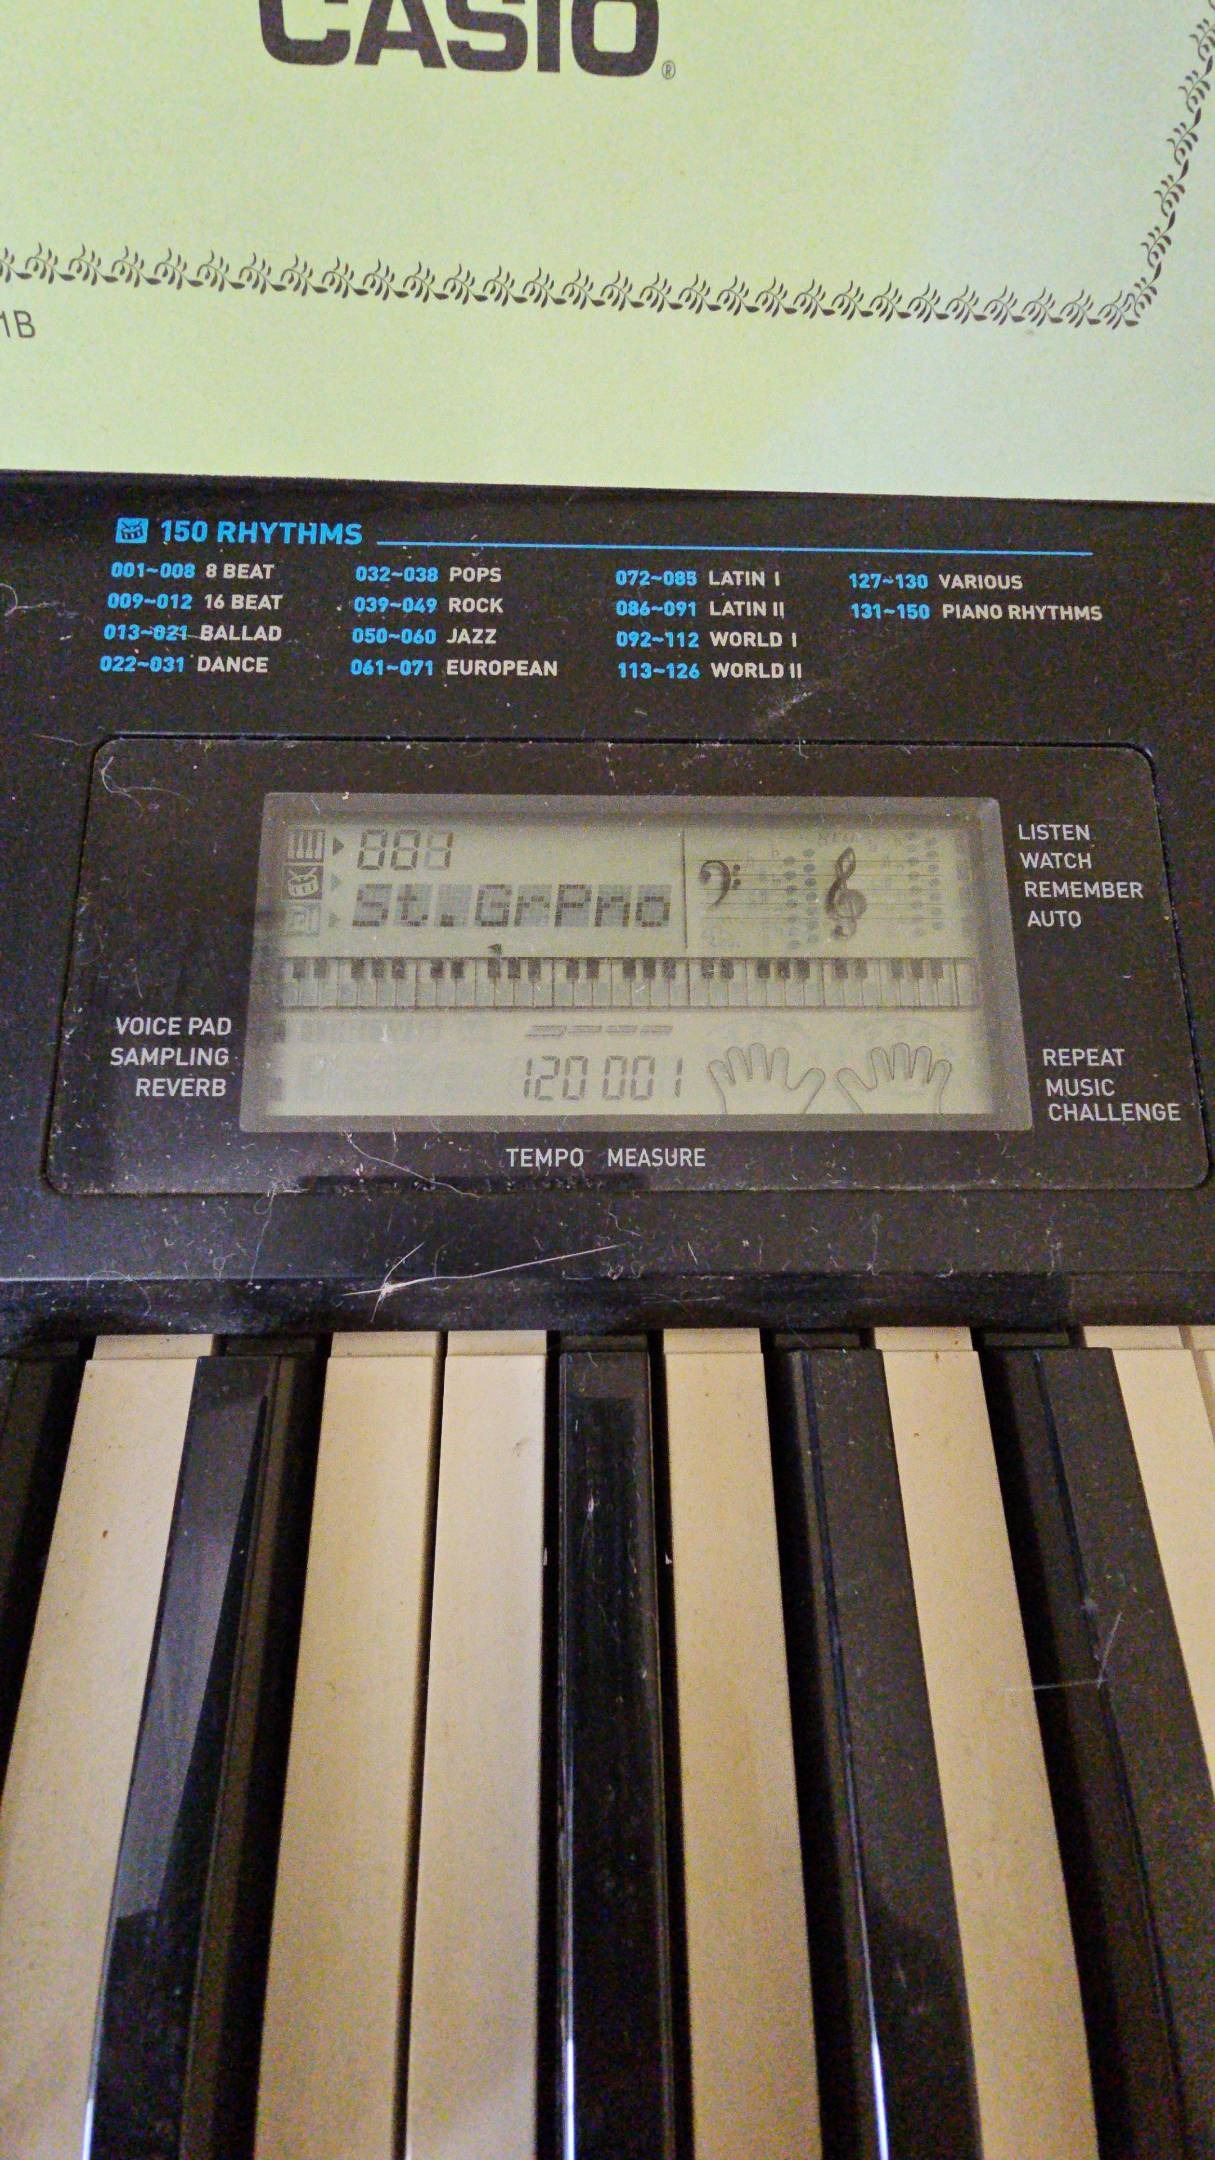 CASIO®
1B
150 RHYTHMS
001~008 8 BEAT
009~012 16 BEAT
013~021 BALLAD
022~031 DANCE
032~038 POPS
039~049 ROCK
050~060 JAZZ
061~071 EUROPEAN
072~085 LATIN I
086~091 LATIN II
092~112 WORLD I
113~126 WORLD II
127~130 VARIOUS
131~150 PIANO RHYTHMS
001
St.GrPno
LISTEN
WATCH
REMEMBER
AUTO
VOICE PAD
SAMPLING
REVERB
120 001
REPEAT
MUSIC
CHALLENGE
TEMPO MEASURE